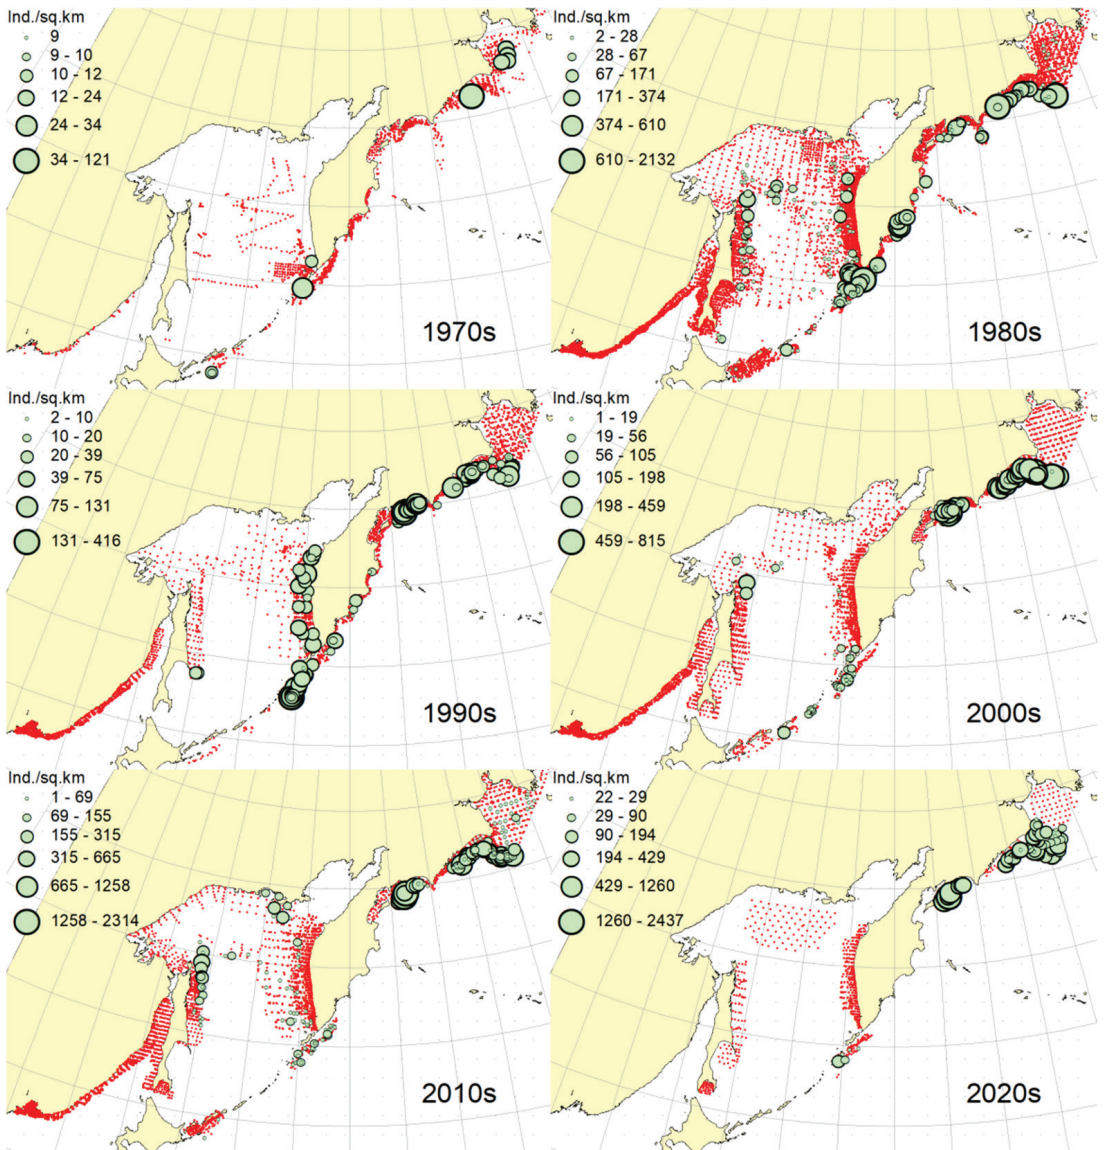 Ind./sq.km
9
9 - 10
10 - 12
12 - 24
24 - 34
34 - 121
1970s
Ind./sq.km
2 - 28
28 - 67
67 - 171
171 - 374
374 - 610
610 - 2132
1980s
Ind./sq.km
2 - 10
10 - 20
20 - 39
39 - 75
75 - 131
131 - 416
1990s
Ind./sq.km
1 - 19
19 - 56
56 - 105
105 - 198
198 - 459
459 - 815
2000s
Ind./sq.km
1 - 69
69 - 155
155 - 315
315 - 665
665 - 1258
1258 - 2314
2010s
Ind./sq.km
22 - 29
29 - 90
90 - 194
194 - 429
429 - 1260
1260 - 2437
2020s